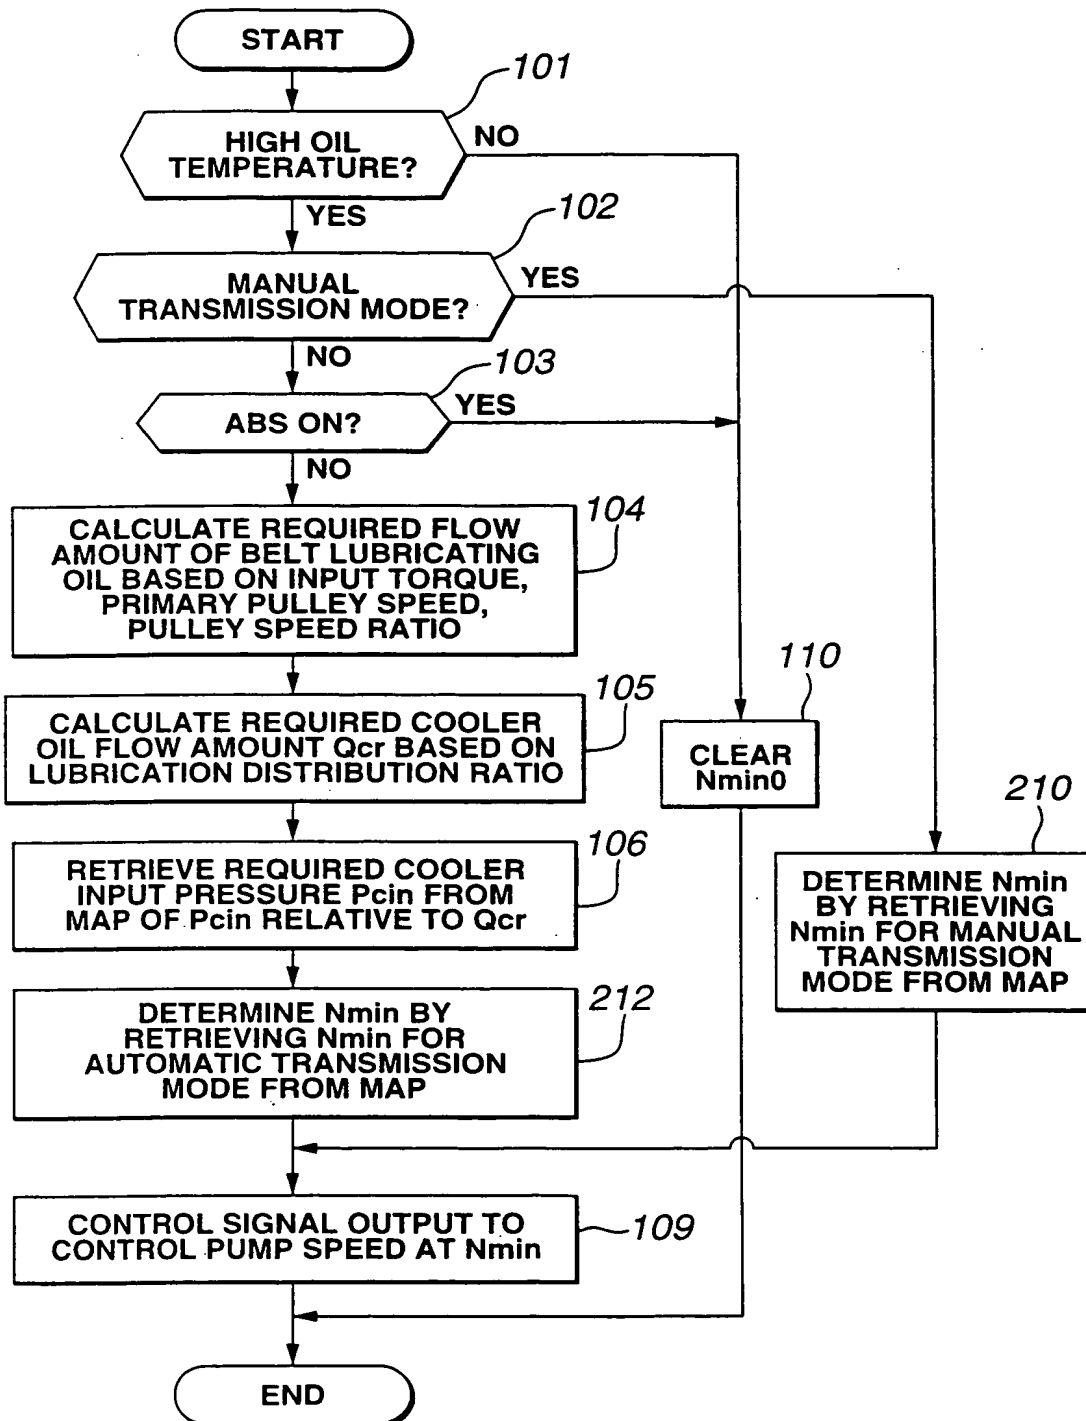 START
101
HIGH OIL
TEMPERATURE?
NO
YES
102
MANUAL
TRANSMISSION MODE?
YES
NO
103
ABS ON?
YES
NO
104
CALCULATE REQUIRED FLOW
AMOUNT OF BELT LUBRICATING
OIL BASED ON INPUT TORQUE,
PRIMARY PULLEY SPEED,
PULLEY SPEED RATIO
105
CALCULATE REQUIRED COOLER
OIL FLOW AMOUNT Qcr BASED ON
LUBRICATION DISTRIBUTION RATIO
110
CLEAR
Nmin0
106
RETRIEVE REQUIRED COOLER
INPUT PRESSURE Pcin FROM
MAP OF Pcin RELATIVE TO Qcr
210
DETERMINE Nmin
BY RETRIEVING
Nmin FOR MANUAL
TRANSMISSION
MODE FROM MAP
212
DETERMINE Nmin BY
RETRIEVING Nmin FOR
AUTOMATIC TRANSMISSION
MODE FROM MAP
CONTROL SIGNAL OUTPUT TO
CONTROL PUMP SPEED AT Nmin
109
END